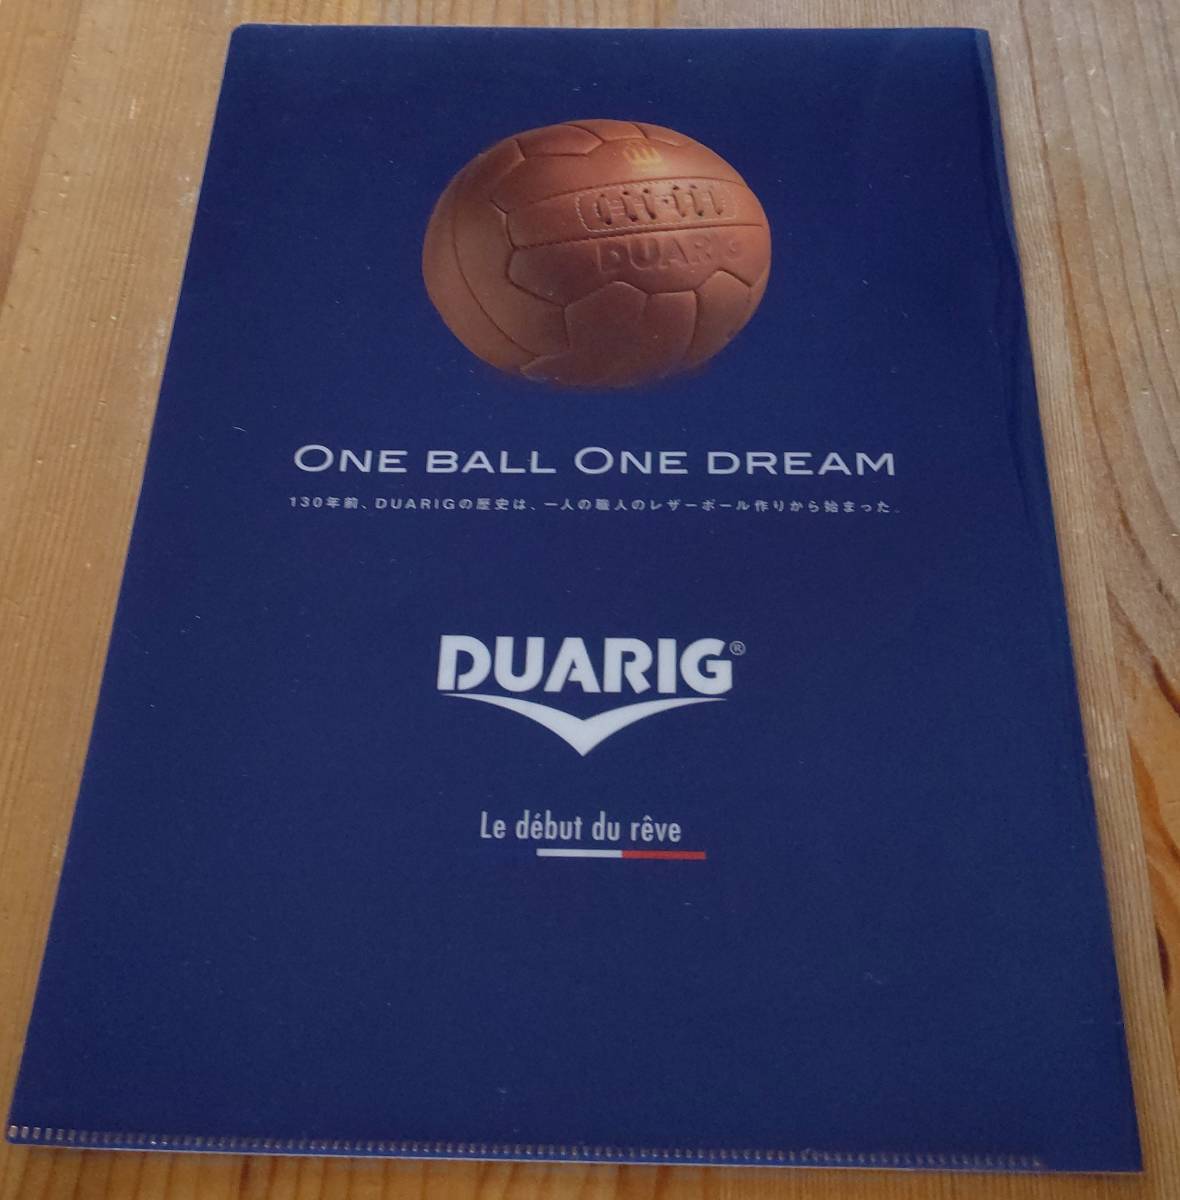 DUARIG
ONE BALL ONE DREAM
130年前、DUARIGの歴史は、一人の職人のレザーボール作りから始まった。
DUARIG®
Le début du rêve